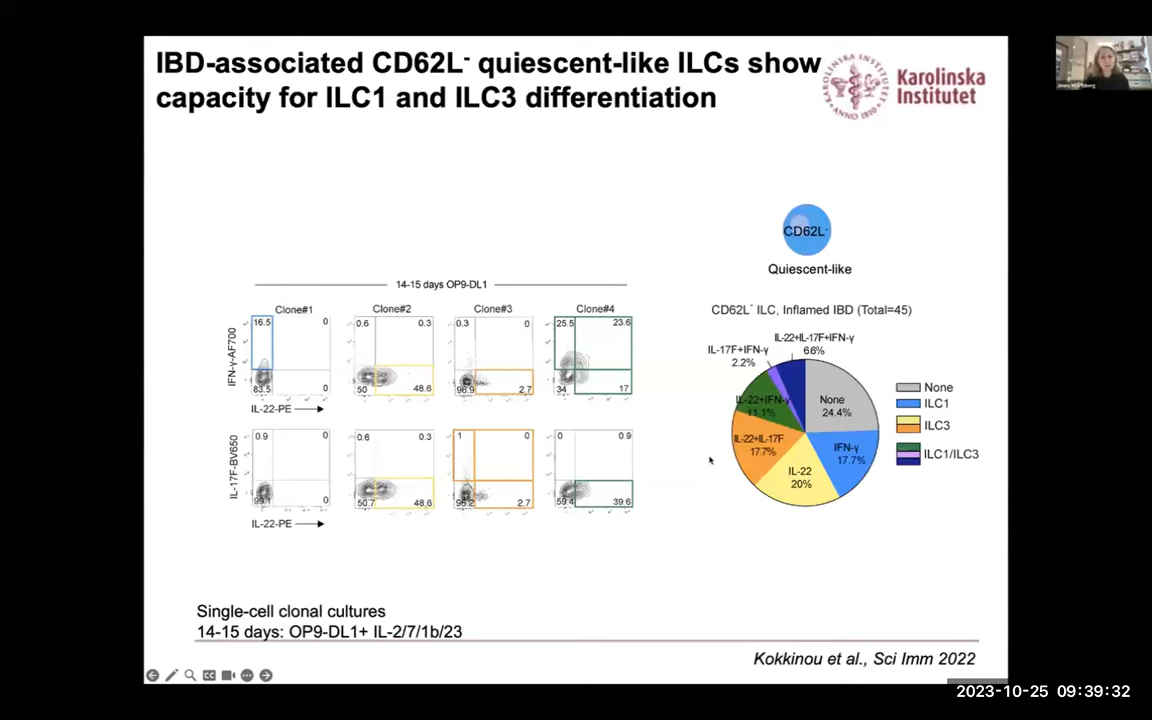 IBD-associated CD62L- quiescent-like ILCs show
capacity for ILC1 and ILC3 differentiation
KAROLINSKA INSTITUTET
ANNO 1810
Karolinska
Institutet
CD62L-
Quiescent-like
14-15 days OP9-DL1
Clone#1 Clone#2 Clone#3 Clone#4
IFN-γ-AF700
16.5 0 0.6 0.3 0.3 0 25.5 23.6
83.5 0 50 48.6 96.9 2.7 34 17
IL-22-PE
IL-17F-BV650
0.9 0 0.6 0.3 1 0 0 0.9
99.1 0 50.7 48.6 96.2 2.7 59.4 39.6
IL-22-PE
CD62L- ILC, Inflamed IBD (Total=45)
IL-22+IL-17F+IFN-γ
6.6%
IL-17F+IFN-γ
2.2%
IL-22+IFN-γ
11.1%
None
24.4%
IL-22+IL-17F
17.7%
IFN-γ
17.7%
IL-22
20%
None
ILC1
ILC3
ILC1/ILC3
Single-cell clonal cultures
14-15 days: OP9-DL1+ IL-2/7/1b/23
Kokkinou et al., Sci Imm 2022
2023-10-25 09:39:32